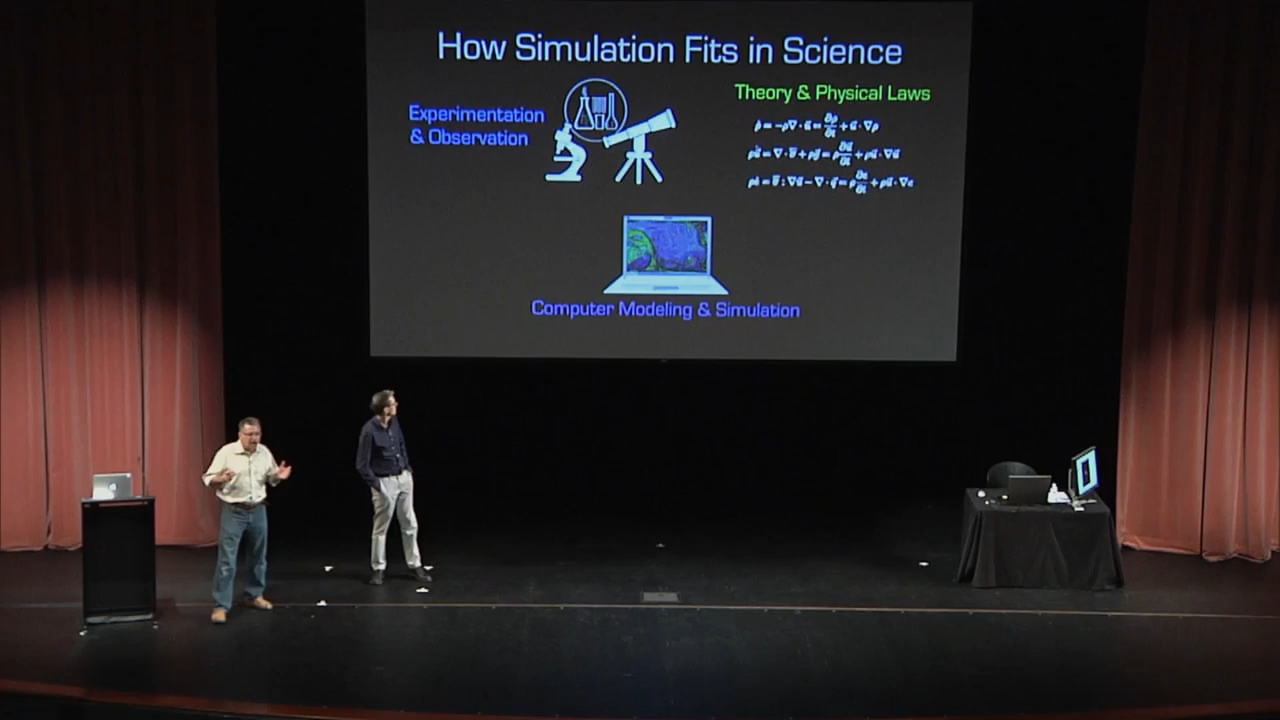 How Simulation Fits in Science
Experimentation
& Observation
Theory & Physical Laws
ρ̇ = −ρ∇ · u⃗ = ∂ρ/∂t + u⃗ · ∇ρ
Computer Modeling & Simulation